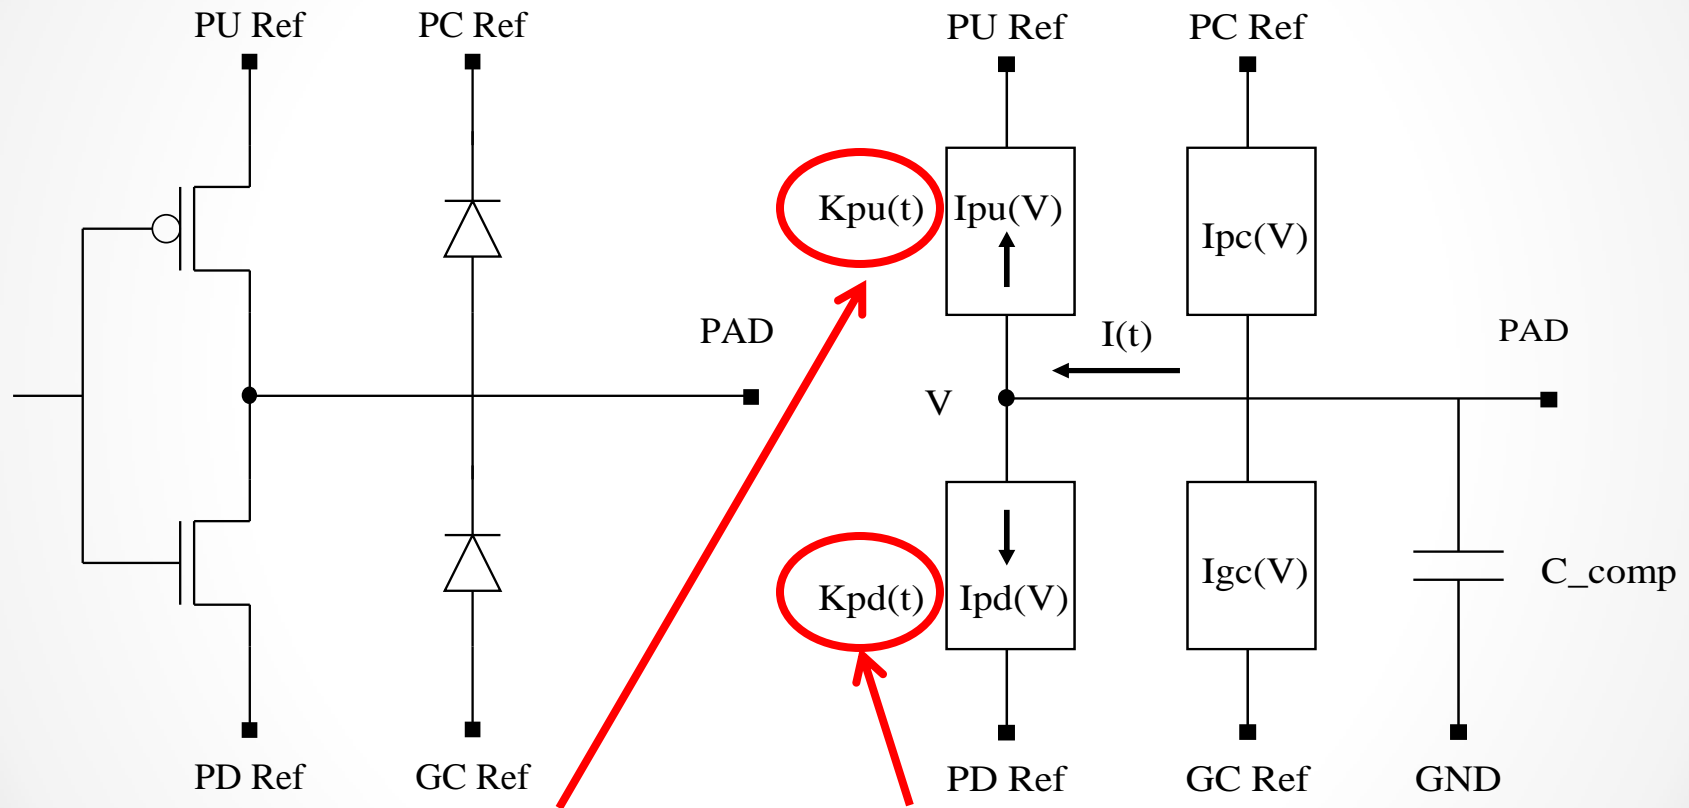 PU Ref
PC Ref
PU Ref
PC Ref
Kpu(t)
Ipu(V)
Ipc(V)
PAD
I(t)
PAD
V
Kpd(t)
Ipd(V)
Igc(V)
C_comp
PD Ref
GC Ref
PD Ref
GC Ref
GND